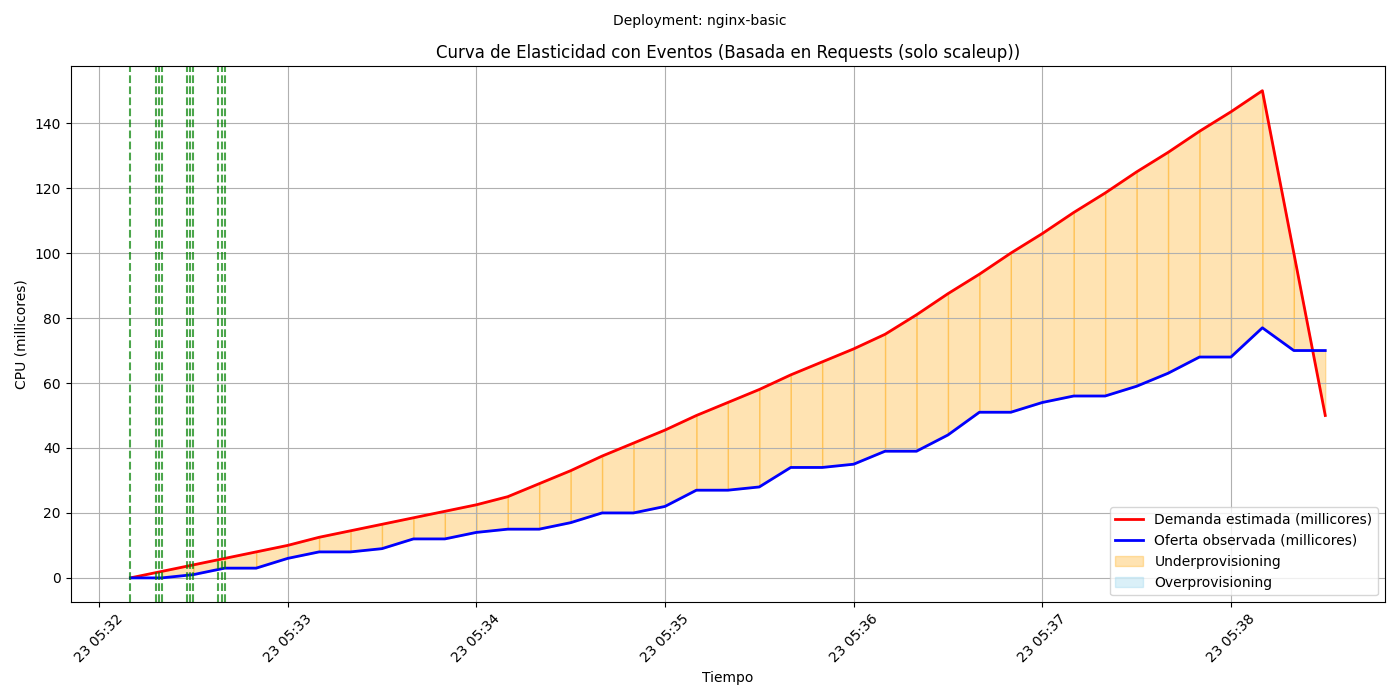 Deployment: nginx-basic
Curva de Elasticidad con Eventos (Basada en Requests (solo scaleup))
CPU (millicores)
140
120
100
80
60
40
20
0
23 05:32
23 05:33
23 05:34
23 05:35
23 05:36
23 05:37
23 05:38
Tiempo
Demanda estimada (millicores)
Oferta observada (millicores)
Underprovisioning
Overprovisioning